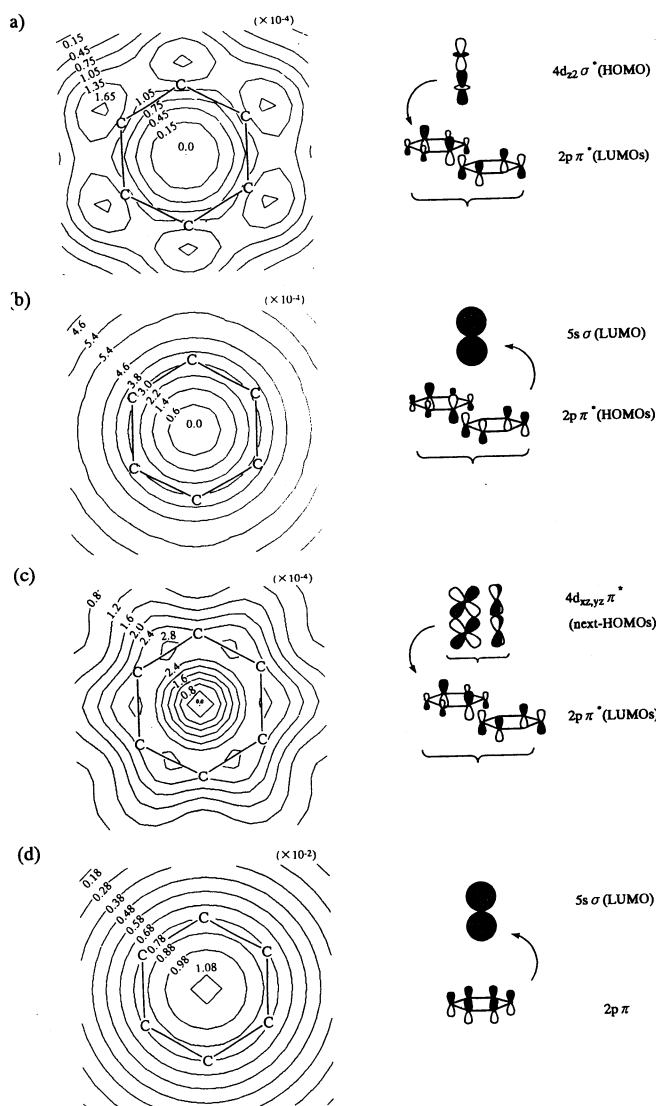 a)
(×10⁻⁴)
0.15
0.45
0.75
1.05
1.35
1.65
1.05
0.75
0.45
0.15
0.0
C
C
C
C
C
C
4d_z2 σ* (HOMO)
2p π* (LUMOs)
(b)
(×10⁻⁴)
4.6
5.4
5.4
4.6
3.8
3.0
2.2
1.4
0.6
0.0
C
C
C
C
C
C
5s σ (LUMO)
2p π* (HOMOs)
(c)
(×10⁻⁴)
0.8
1.2
1.6
2.0
2.4
2.8
2.4
1.6
0.8
C
C
C
C
C
C
4d_xz,yz π*
(next-HOMOs)
2p π* (LUMOs)
(d)
(×10⁻²)
0.18
0.28
0.38
0.48
0.58
0.68
0.78
0.88
0.98
1.08
C
C
C
C
C
C
5s σ (LUMO)
2p π